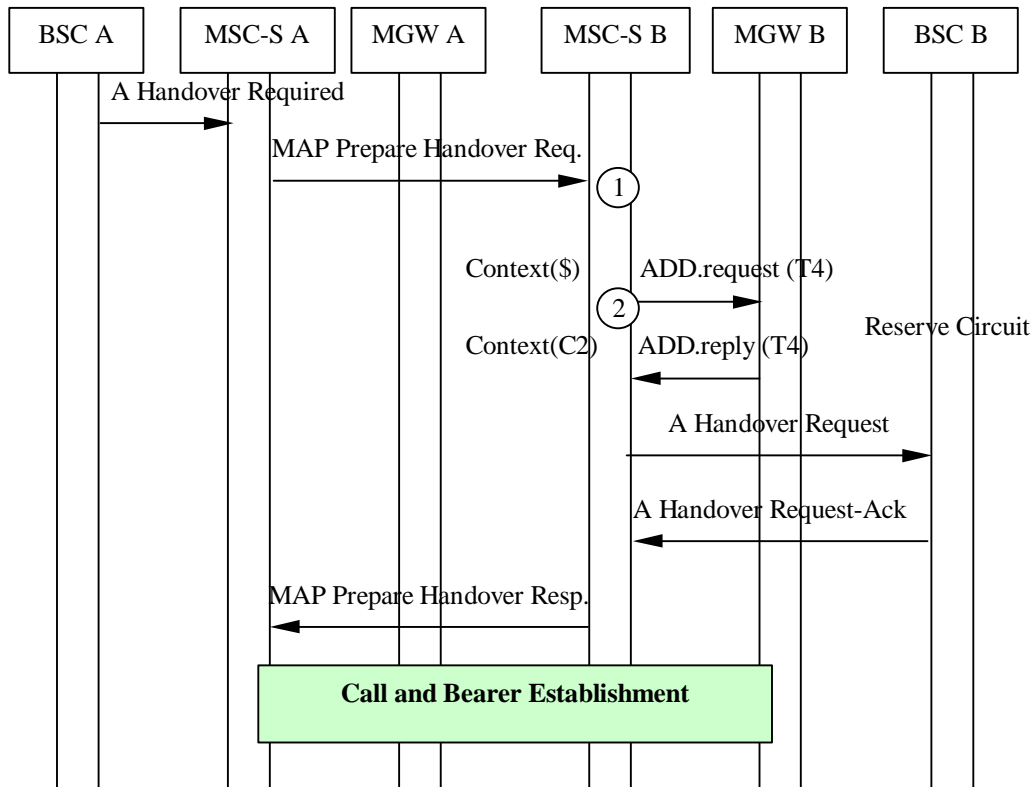 BSC A
MSC-S A
MGW A
MSC-S B
MGW B
BSC B
A Handover Required
MAP Prepare Handover Req.
1
Context($)
ADD.request (T4)
2
Reserve Circuit
Context(C2)
ADD.reply (T4)
A Handover Request
A Handover Request-Ack
MAP Prepare Handover Resp.
Call and Bearer Establishment